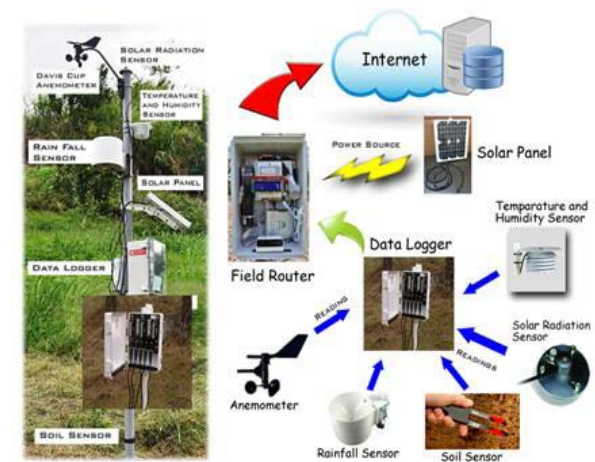 SOLAR RADIATION
SENSOR
DAVIS CUP
ANEMOMETER
TEMPERATURE
AND HUMIDITY
SENSOR
RAIN FALL
SENSOR
SOLAR PANEL
DATA LOGGER
SOIL SENSOR
Internet
POWER SOURCE
Solar Panel
Field Router
Data Logger
Temparature and
Humidity Sensor
READING
Solar Radiation
Sensor
READINGS
Anemometer
Rainfall Sensor
Soil Sensor